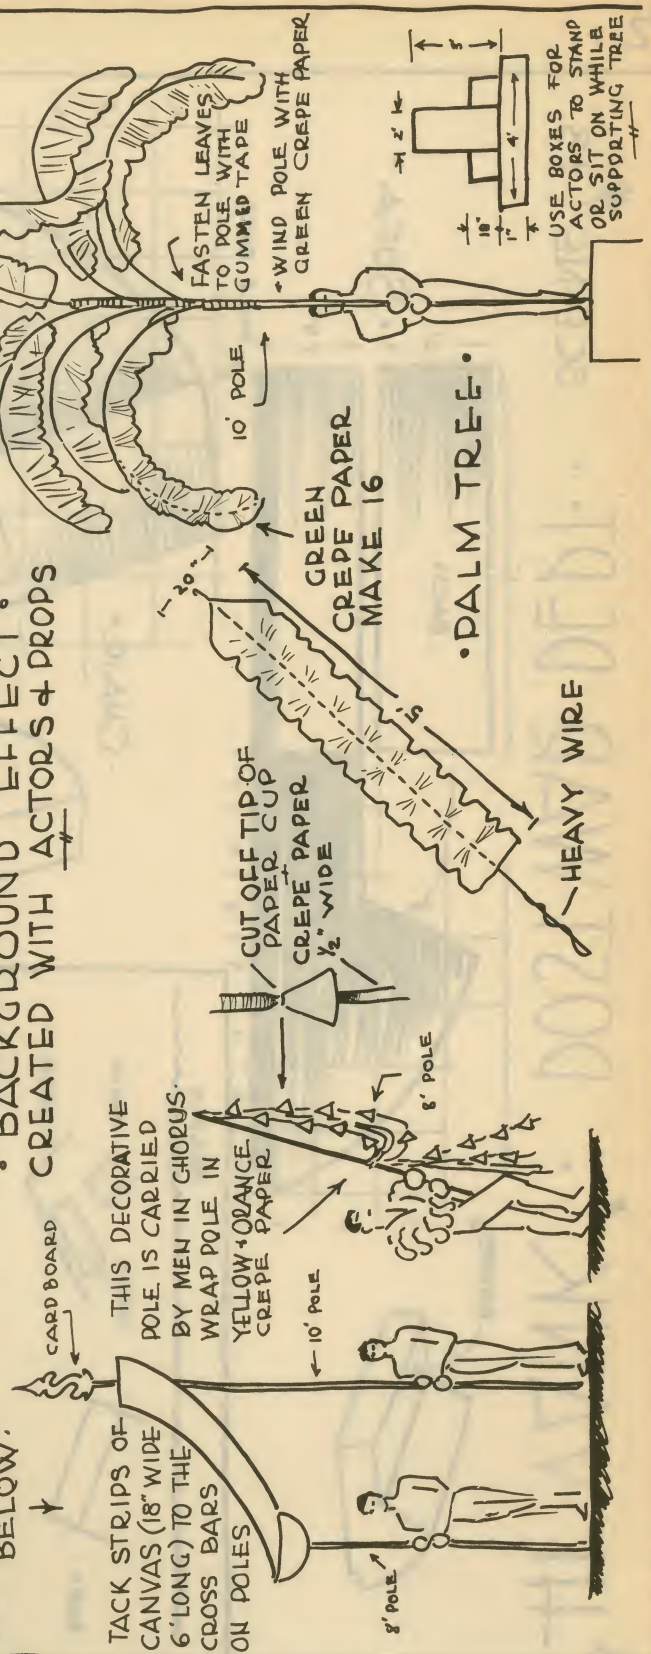 BELOW.
• BACKGROUND EFFECT •
CREATED WITH ACTORS & PROPS
CARDBOARD
TACK STRIPS OF
CANVAS (18" WIDE
6' LONG) TO THE
CROSS BARS
ON POLES
8' POLE
10' POLE
THIS DECORATIVE
POLE IS CARRIED
BY MEN IN CHORUS.
WRAP POLE IN
YELLOW & ORANGE
CREPE PAPER
8' POLE
CUT OFF TIP OF
PAPER CUP
CREPE PAPER
½" WIDE
20"
5'
HEAVY WIRE
GREEN
CREPE PAPER
MAKE 16
• PALM TREE •
10' POLE
FASTEN LEAVES
TO POLE WITH
GUMMED TAPE
WIND POLE WITH
GREEN CREPE PAPER
2'
4'
18"
1"
USE BOXES FOR
ACTORS TO STAND
OR SIT ON WHILE
SUPPORTING TREE